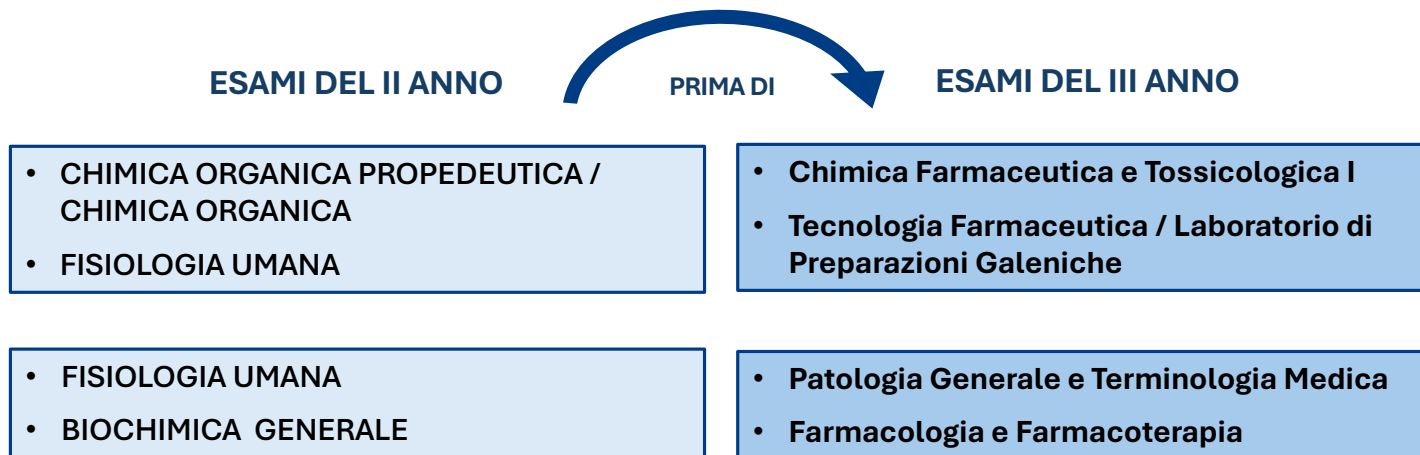 ESAMI DEL II ANNO
PRIMA DI
ESAMI DEL III ANNO
• CHIMICA ORGANICA PROPEDEUTICA /
CHIMICA ORGANICA
• FISIOLOGIA UMANA
• Chimica Farmaceutica e Tossicologica I
• Tecnologia Farmaceutica / Laboratorio di
Preparazioni Galeniche
• FISIOLOGIA UMANA
• BIOCHIMICA GENERALE
• Patologia Generale e Terminologia Medica
• Farmacologia e Farmacoterapia